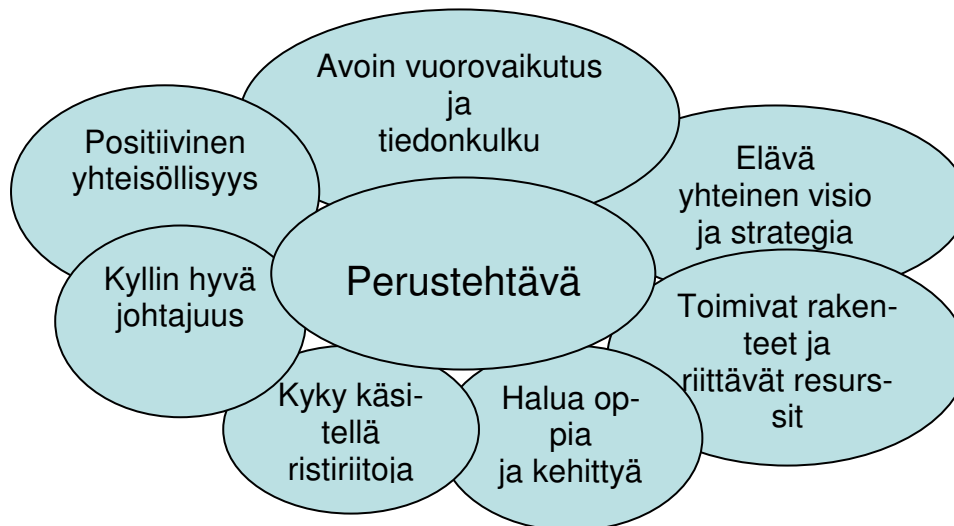 Avoin vuorovaikutus
ja
tiedonkulku
Positiivinen
yhteisöllisyys
Elävä
yhteinen visio
ja strategia
Kyllin hyvä
johtajuus
Perustehtävä
Toimivat raken-
teet ja
riittävät resurs-
sit
Kyky käsi-
tellä
ristiriitoja
Halua op-
pia
ja kehittyä